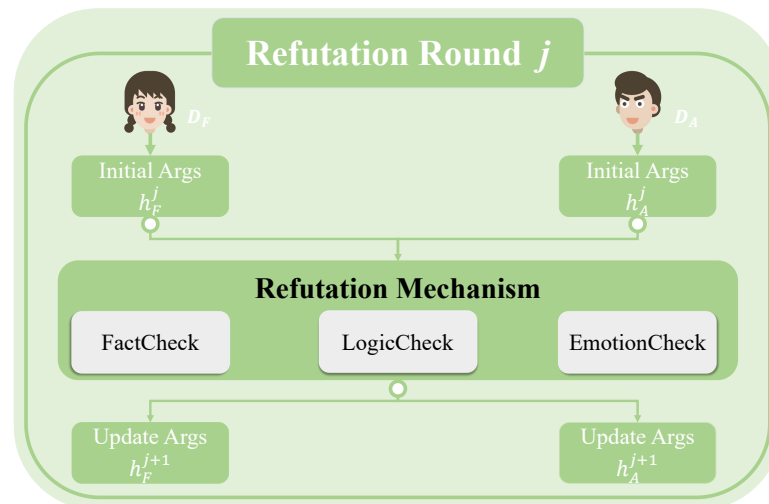 Refutation Round j
D_F
D_A
Initial Args
h_F^j
Initial Args
h_A^j
Refutation Mechanism
FactCheck
LogicCheck
EmotionCheck
Update Args
h_F^{j+1}
Update Args
h_A^{j+1}